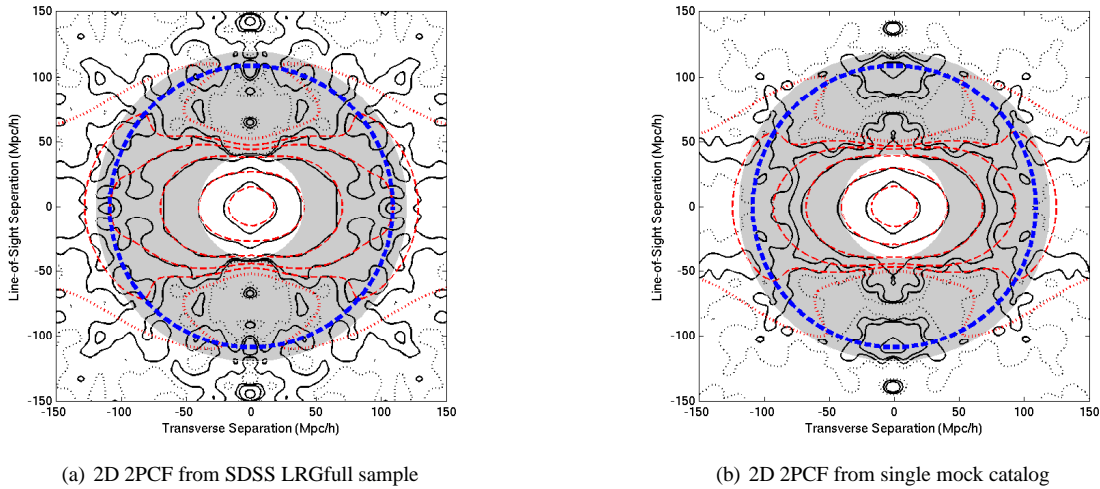 150
100
50
0
-50
-100
-150
-150 -100 -50 0 50 100 150
Line-of-Sight Seperation (Mpc/h)
Transverse Separation (Mpc/h)
(a) 2D 2PCF from SDSS LRGfull sample
150
100
50
0
-50
-100
-150
-150 -100 -50 0 50 100 150
Line-of-Sight Seperation (Mpc/h)
Transverse Separation (Mpc/h)
(b) 2D 2PCF from single mock catalog